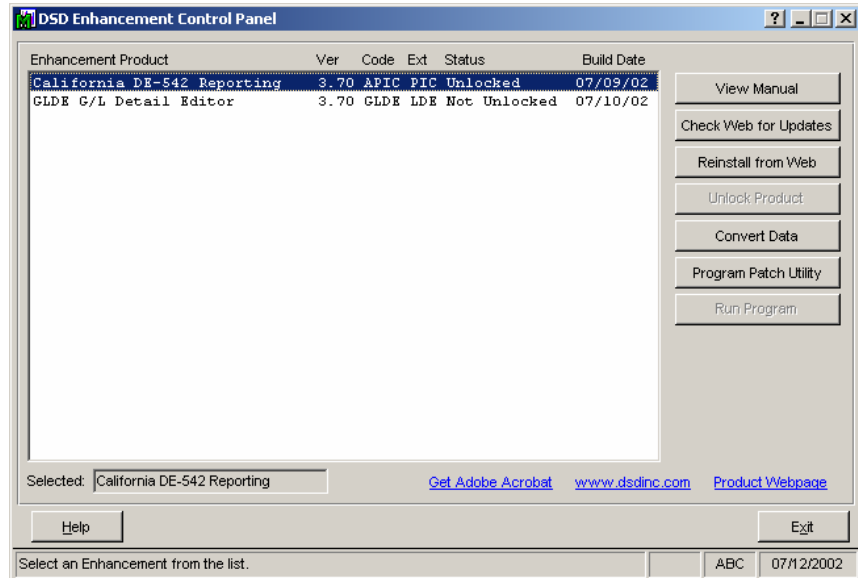 DSD Enhancement Control Panel
Enhancement Product Ver Code Ext Status Build Date
California DE-542 Reporting 3.70 APIC PIC Unlocked 07/09/02
GLDE G/L Detail Editor 3.70 GLDE LDE Not Unlocked 07/10/02
View Manual
Check Web for Updates
Reinstall from Web
Unlock Product
Convert Data
Program Patch Utility
Run Program
Selected: California DE-542 Reporting Get Adobe Acrobat www.dsdinc.com Product Webpage
Help Exit
Select an Enhancement from the list. ABC 07/12/2002